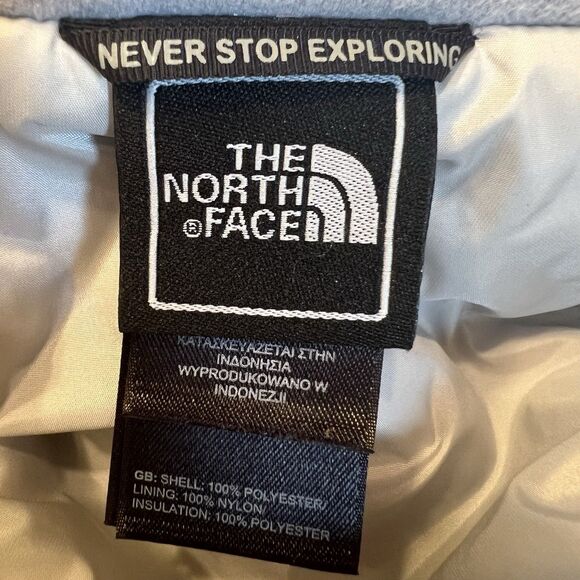 NEVER STOP EXPLORING
THE
NORTH
® FACE
ΚΑΤΑΣΚΕΥΑΖΕΤΑΙ ΣΤΗΝ
ΙΝΔΟΝΗΣΙΑ
WYPRODUKOWANO W
INDONEZJI
GB: SHELL: 100% POLYESTER/
LINING: 100% NYLON/
INSULATION: 100% POLYESTER